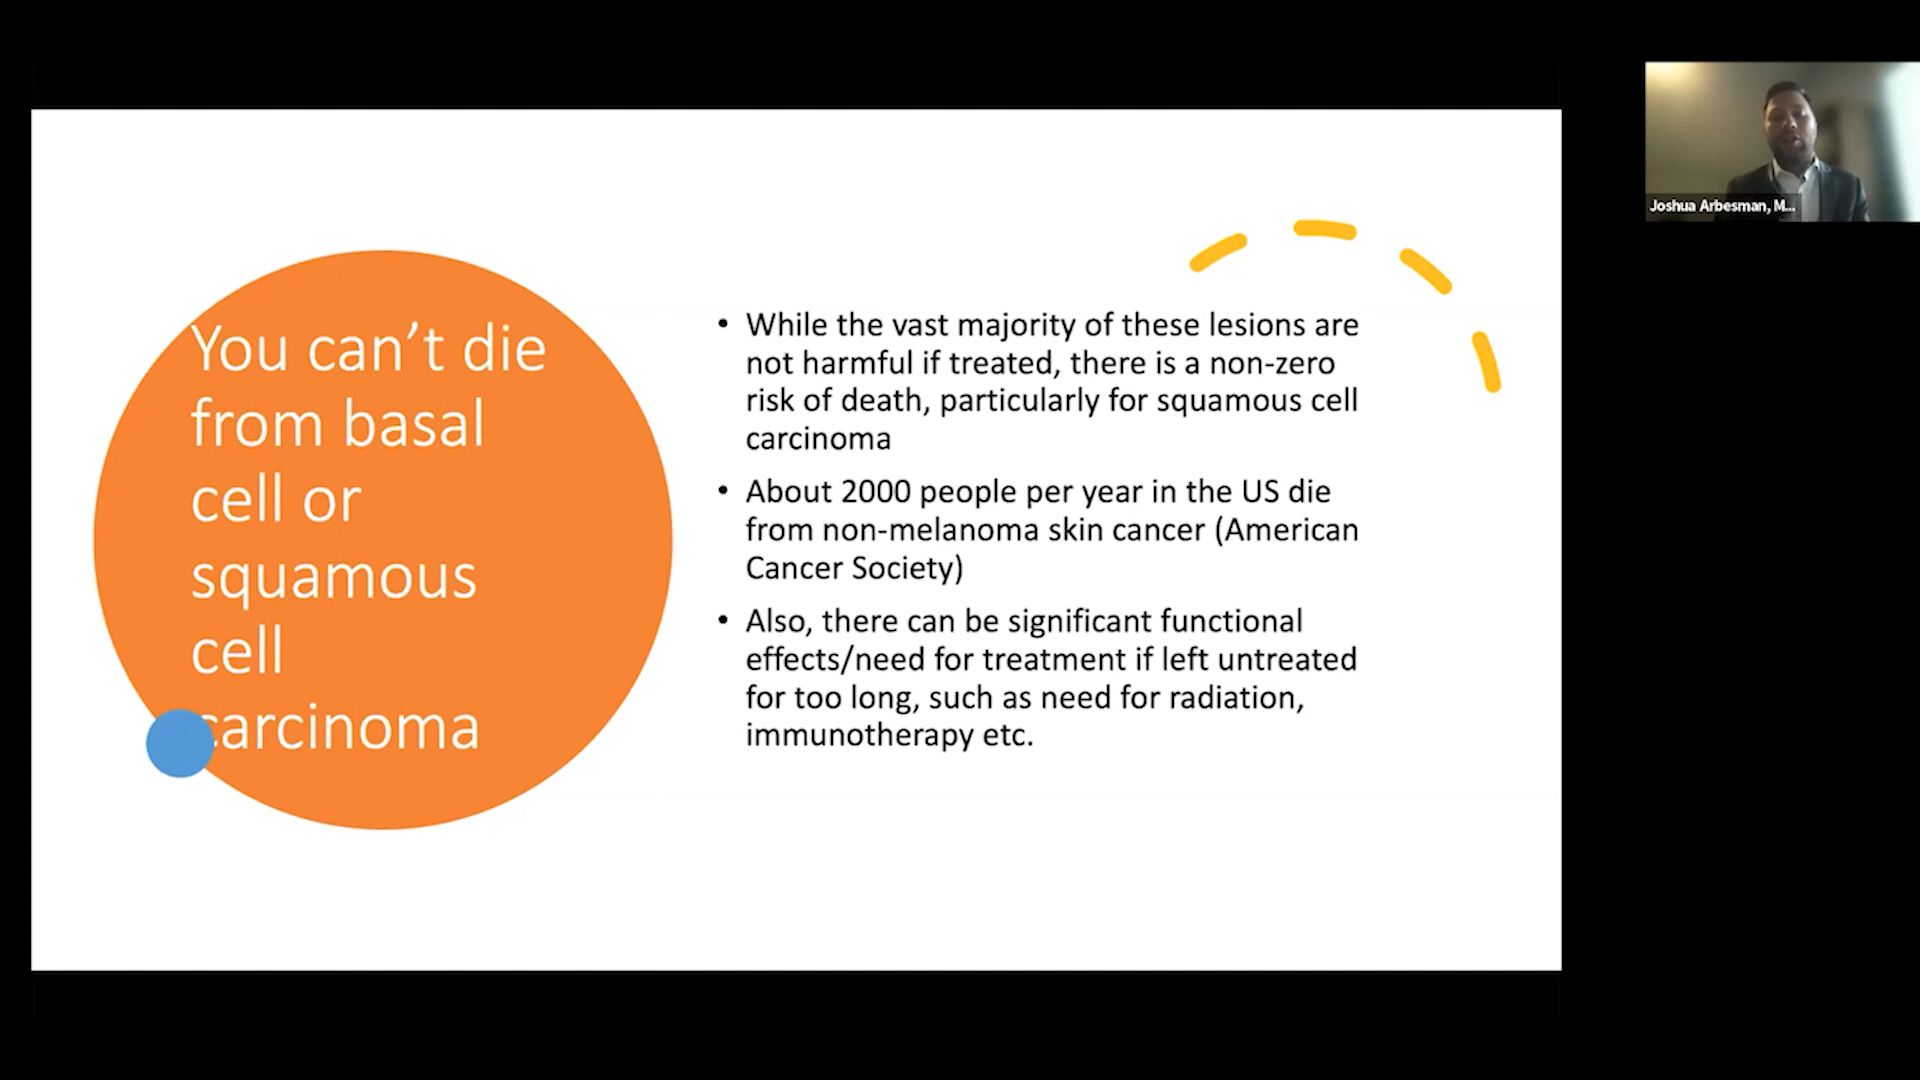 You can't die
from basal
cell or
squamous
cell
carcinoma
• While the vast majority of these lesions are
not harmful if treated, there is a non-zero
risk of death, particularly for squamous cell
carcinoma
• About 2000 people per year in the US die
from non-melanoma skin cancer (American
Cancer Society)
• Also, there can be significant functional
effects/need for treatment if left untreated
for too long, such as need for radiation,
immunotherapy etc.
Joshua Arbesman, M...